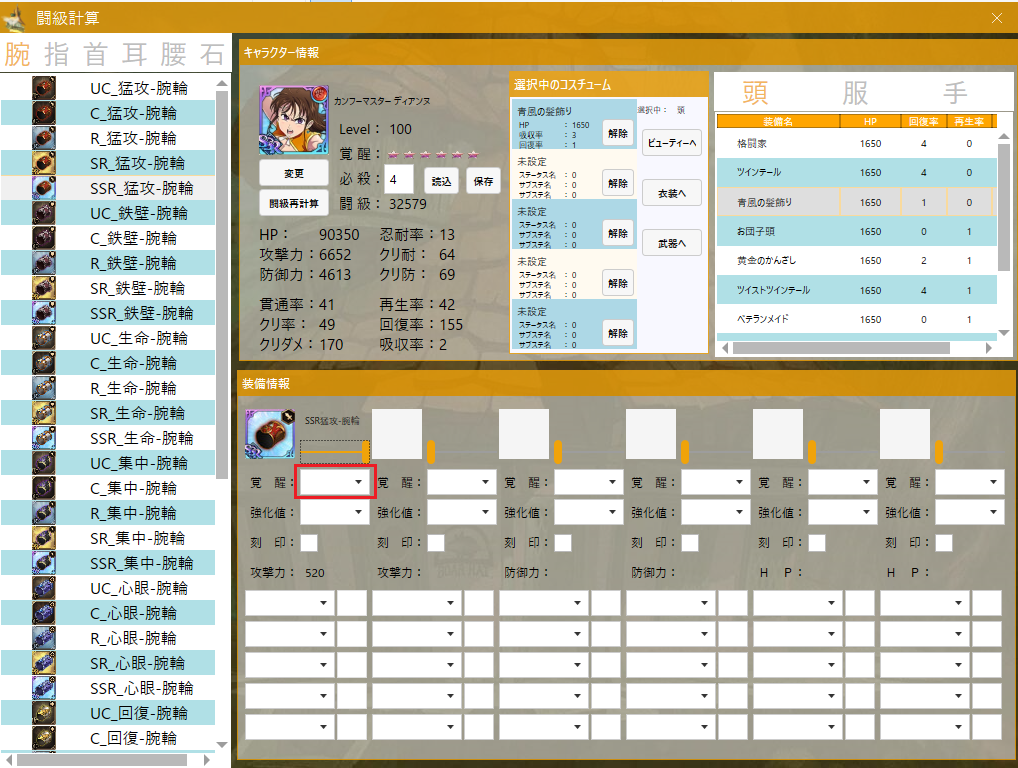 闘級計算
腕 指 首 耳 腰 石
UC_猛攻-腕輪
C_猛攻-腕輪
R_猛攻-腕輪
SR_猛攻-腕輪
SSR_猛攻-腕輪
UC_鉄壁-腕輪
C_鉄壁-腕輪
R_鉄壁-腕輪
SR_鉄壁-腕輪
SSR_鉄壁-腕輪
UC_生命-腕輪
C_生命-腕輪
R_生命-腕輪
SR_生命-腕輪
SSR_生命-腕輪
UC_集中-腕輪
C_集中-腕輪
R_集中-腕輪
SR_集中-腕輪
SSR_集中-腕輪
UC_心眼-腕輪
C_心眼-腕輪
R_心眼-腕輪
SR_心眼-腕輪
SSR_心眼-腕輪
UC_回復-腕輪
C_回復-腕輪
キャラクター情報
カンフーマスター ディアンヌ
Level： 100
覚 醒：
必 殺： 4 読込 保存
闘 級： 32579
変更
闘級再計算
HP： 90350 忍耐率：13
攻撃力：6652 クリ耐： 64
防御力：4613 クリ防： 69
貫通率：41 再生率：42
クリ率： 49 回復率：155
クリダメ：170 吸収率：2
選択中のコスチューム
青風の髪飾り
HP ：1650
吸収率 ：3
回復率 ：1
解除
未設定
ステータス名 ：0
サブステ名 ：0
サブステ名 ：0
解除
未設定
ステータス名 ：0
サブステ名 ：0
サブステ名 ：0
解除
未設定
ステータス名 ：0
サブステ名 ：0
サブステ名 ：0
解除
未設定
ステータス名 ：0
サブステ名 ：0
サブステ名 ：0
解除
選択中： 頭
ビューティーへ
衣装へ
武器へ
頭 服 手
装備名 HP 回復率 再生率
格闘家 1650 4 0
ツインテール 1650 4 0
青風の髪飾り 1650 1 0
お団子頭 1650 0 1
黄金のかんざし 1650 2 1
ツイストツインテール 1650 4 1
ベテランメイド 1650 0 1
装備情報
SSR猛攻-腕輪
覚 醒： 覚 醒： 覚 醒： 覚 醒： 覚 醒： 覚 醒：
強化値： 強化値： 強化値： 強化値： 強化値： 強化値：
刻 印： 刻 印： 刻 印： 刻 印： 刻 印： 刻 印：
攻撃力： 520 攻撃力： 防御力： 防御力： H P： H P：